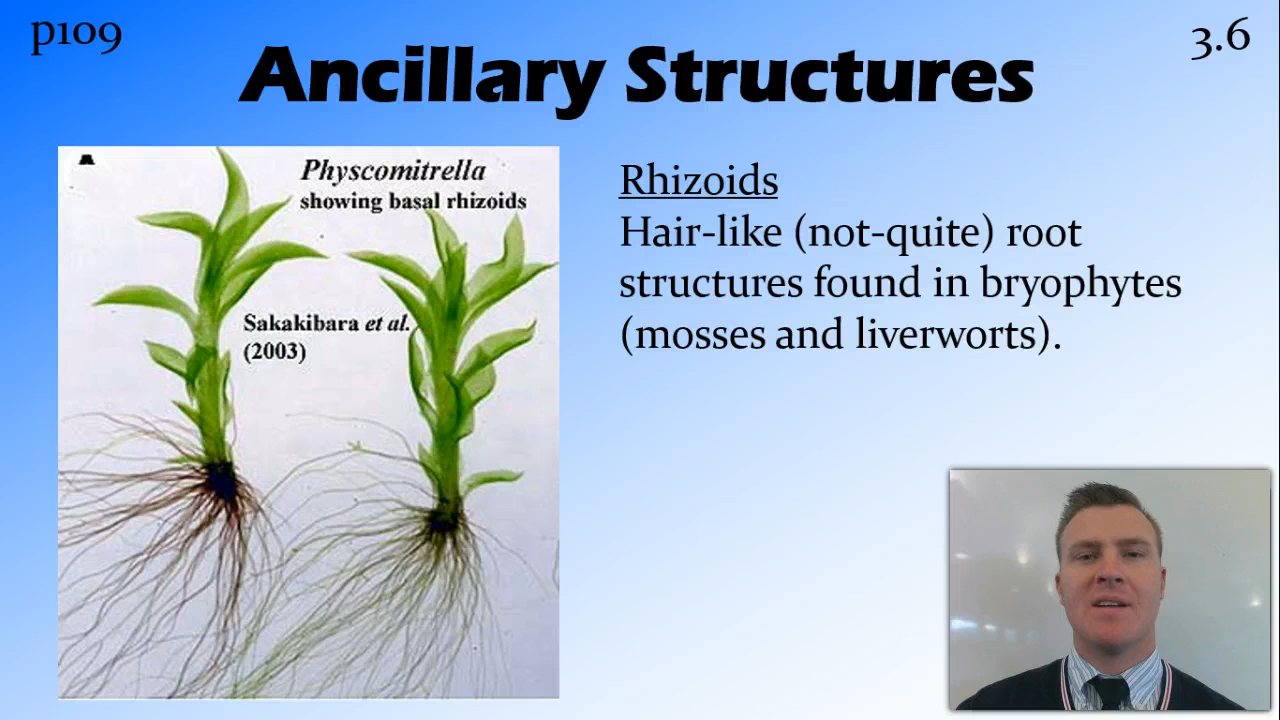 p109
3.6
Ancillary Structures
A
Physcomitrella
showing basal rhizoids
Sakakibara et al.
(2003)
Rhizoids
Hair-like (not-quite) root
structures found in bryophytes
(mosses and liverworts).